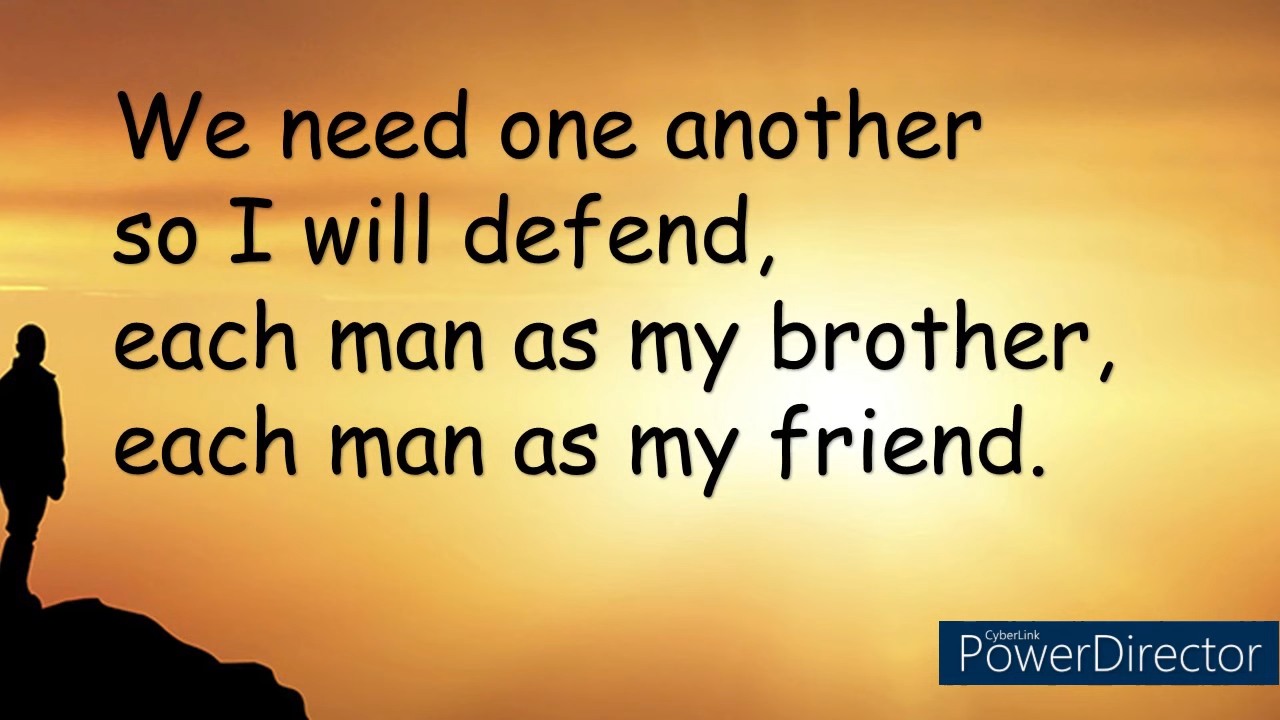 We need one another
so I will defend,
each man as my brother,
each man as my friend.
CyberLink
PowerDirector